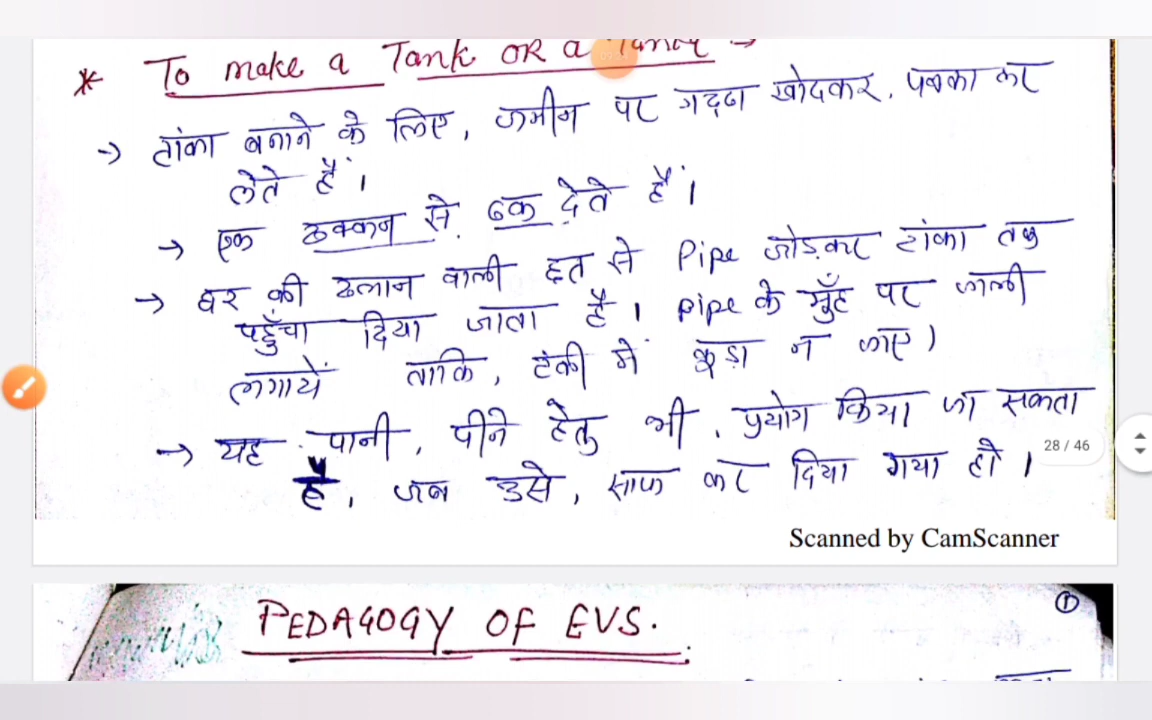 * To make a Tank OR a →
→ टांका बनाने के लिए, जमीन पर गड्ढा खोदकर, पक्का कर
लेते हैं ।
→ एक ढक्कन से ढक देते हैं ।
→ घर की ढलान वाली छत से Pipe जोड़कर टांका तक
पहुँचा दिया जाता है । pipe के मुँह पर जाली
लगायें ताकि, टंकी में कूड़ा न जाए।
→ यह पानी, पीने हेतु भी, प्रयोग किया जा सकता
है, जब उसे, साफ कर दिया गया हो ।
28 / 46
Scanned by CamScanner
①
PEDAGOGY OF EVS.